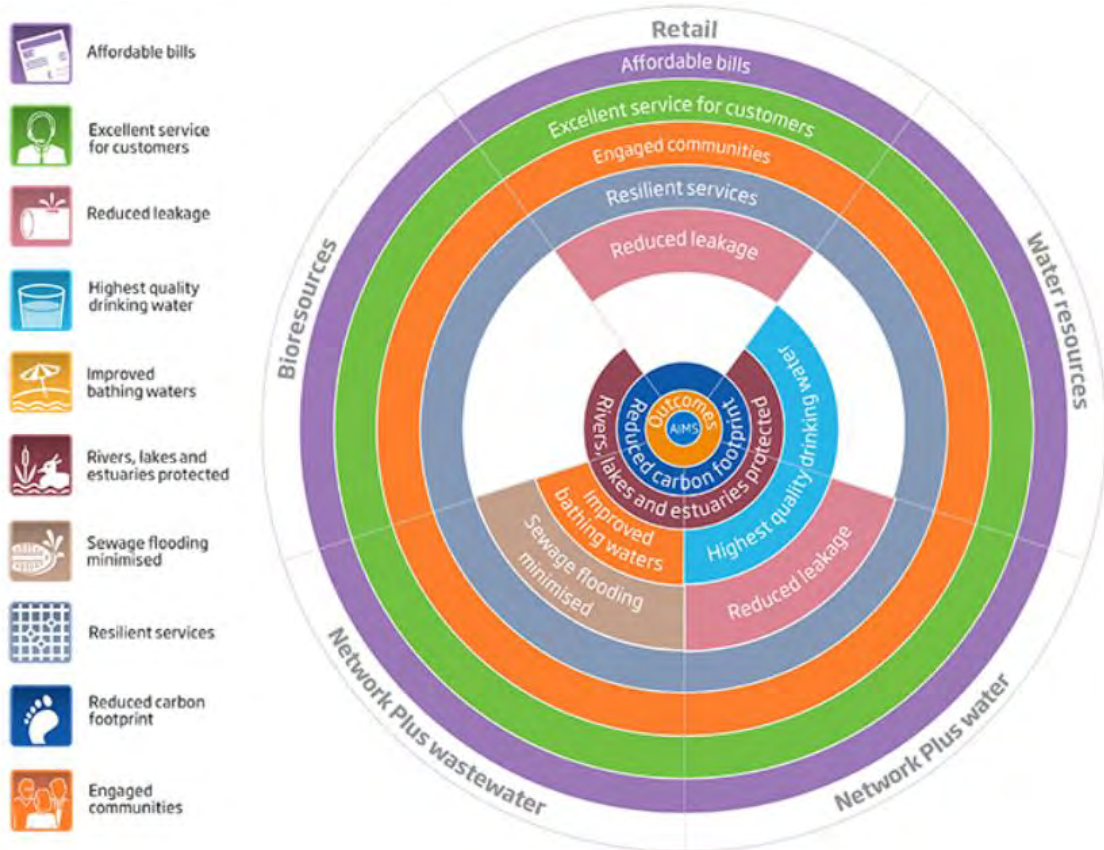 Affordable bills
Excellent service
for customers
Reduced leakage
Highest quality
drinking water
Improved
bathing waters
Rivers, lakes and
estuaries protected
Sewage flooding
minimised
Resilient services
Reduced carbon
footprint
Engaged
communities
Retail
Affordable bills
Excellent service for customers
Engaged communities
Resilient services
Reduced leakage
Bioresources
Water resources
Highest quality drinking water
Outcomes
AIMS
Reduced carbon footprint
Rivers, lakes and estuaries protected
Improved
bathing waters
Sewage flooding
minimised
Reduced leakage
Network Plus wastewater
Network Plus water